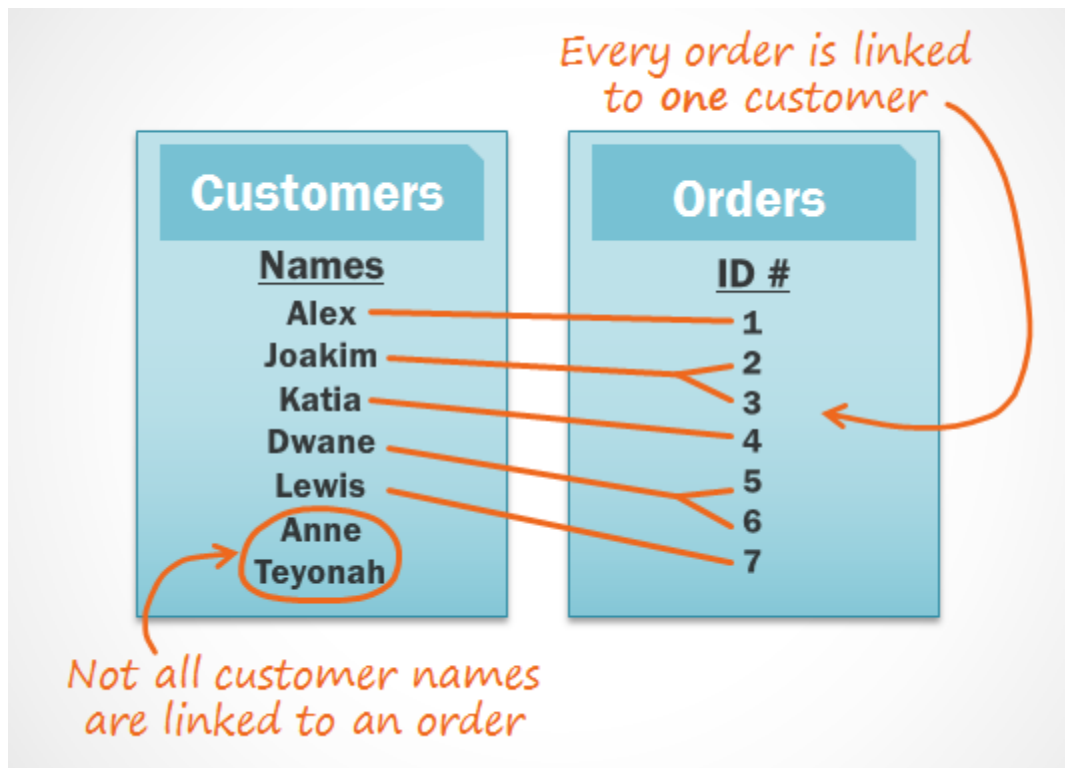 Every order is linked
to one customer
Customers
Names
Alex
Joakim
Katia
Dwane
Lewis
Anne
Teyonah
Orders
ID #
1
2
3
4
5
6
7
Not all customer names
are linked to an order